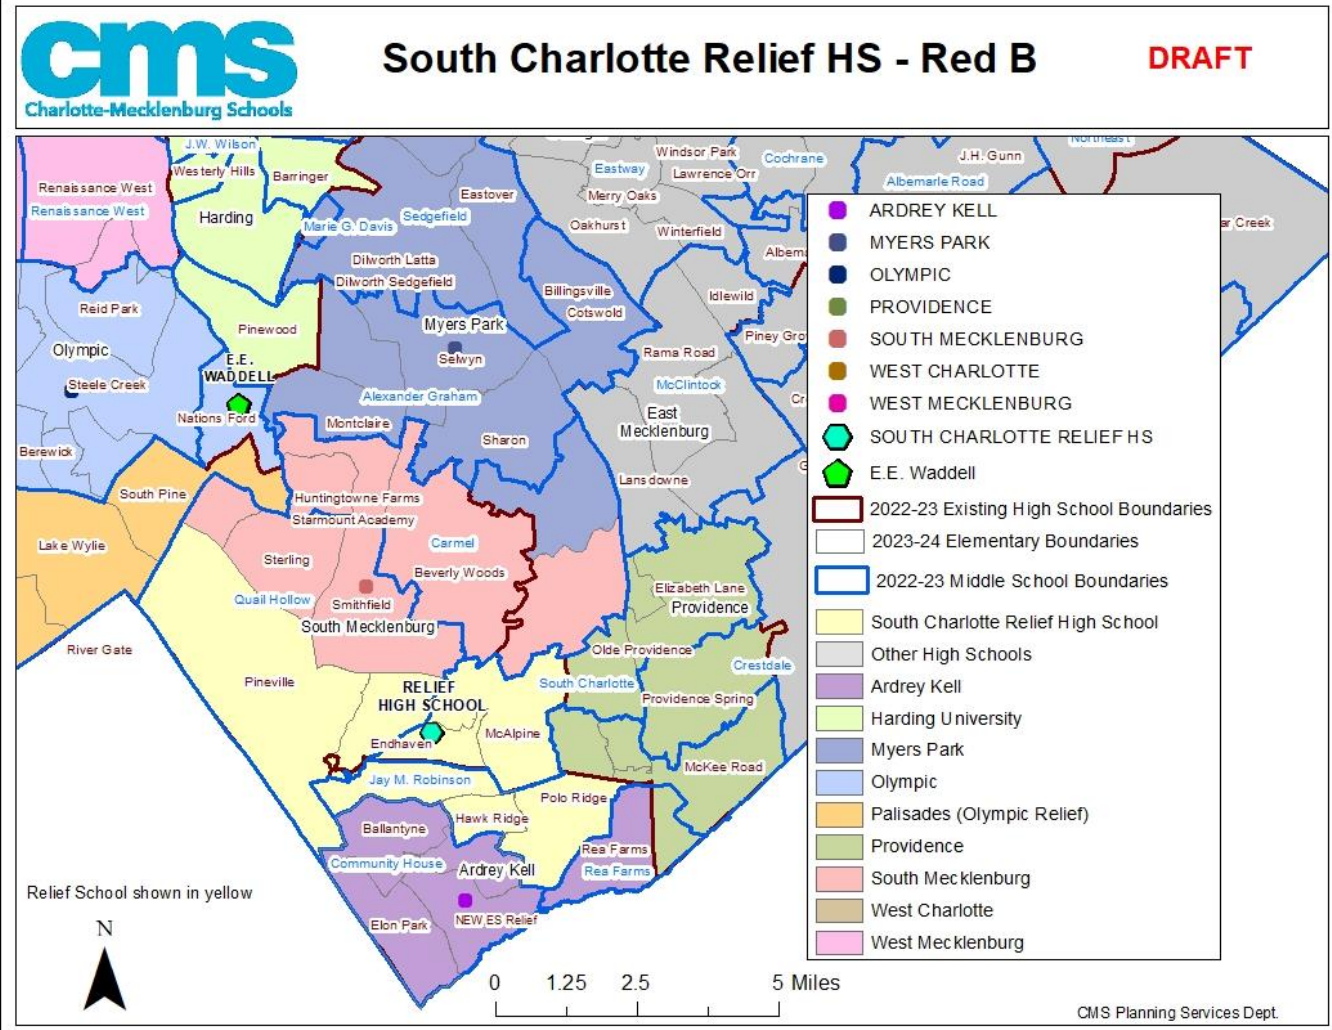 cms
Charlotte-Mecklenburg Schools
South Charlotte Relief HS - Red B
DRAFT
J.W. Wilson
Westerly Hills
Barringer
Renaissance West
Renaissance West
Harding
Marie G. Davis
Sedgefield
Eastover
Dilworth Latta
Dilworth Sedgefield
Windsor Park
Eastway
Lawrence Orr
Cochrane
Merry Oaks
Oakhurst
Winterfield
J.H. Gunn
Albemarle Road
Northeast
ar Creek
Albema
Idlewild
Billingsville
Cotswold
Piney Gro
Rama Road
McClintock
East
Mecklenburg
Lansdowne
Reid Park
Olympic
Steele Creek
Berewick
Pinewood
E.E.
WADDELL
Nations Ford
Myers Park
Selwyn
Alexander Graham
Montclaire
Sharon
South Pine
Lake Wylie
River Gate
Huntingtowne Farms
Starmount Academy
Carmel
Sterling
Beverly Woods
Quail Hollow
Smithfield
South Mecklenburg
Elizabeth Lane
Providence
Olde Providence
Crestdale
South Charlotte
Providence Spring
McKee Road
Pineville
RELIEF
HIGH SCHOOL
Endhaven
McAlpine
Jay M. Robinson
Polo Ridge
Hawk Ridge
Ballantyne
Community House
Ardrey Kell
Rea Farms
Rea Farms
Elon Park
NEW ES Relief
ARDREY KELL
MYERS PARK
OLYMPIC
PROVIDENCE
SOUTH MECKLENBURG
WEST CHARLOTTE
WEST MECKLENBURG
SOUTH CHARLOTTE RELIEF HS
E.E. Waddell
2022-23 Existing High School Boundaries
2023-24 Elementary Boundaries
2022-23 Middle School Boundaries
South Charlotte Relief High School
Other High Schools
Ardrey Kell
Harding University
Myers Park
Olympic
Palisades (Olympic Relief)
Providence
South Mecklenburg
West Charlotte
West Mecklenburg
Relief School shown in yellow
N
0 1.25 2.5 5 Miles
CMS Planning Services Dept.